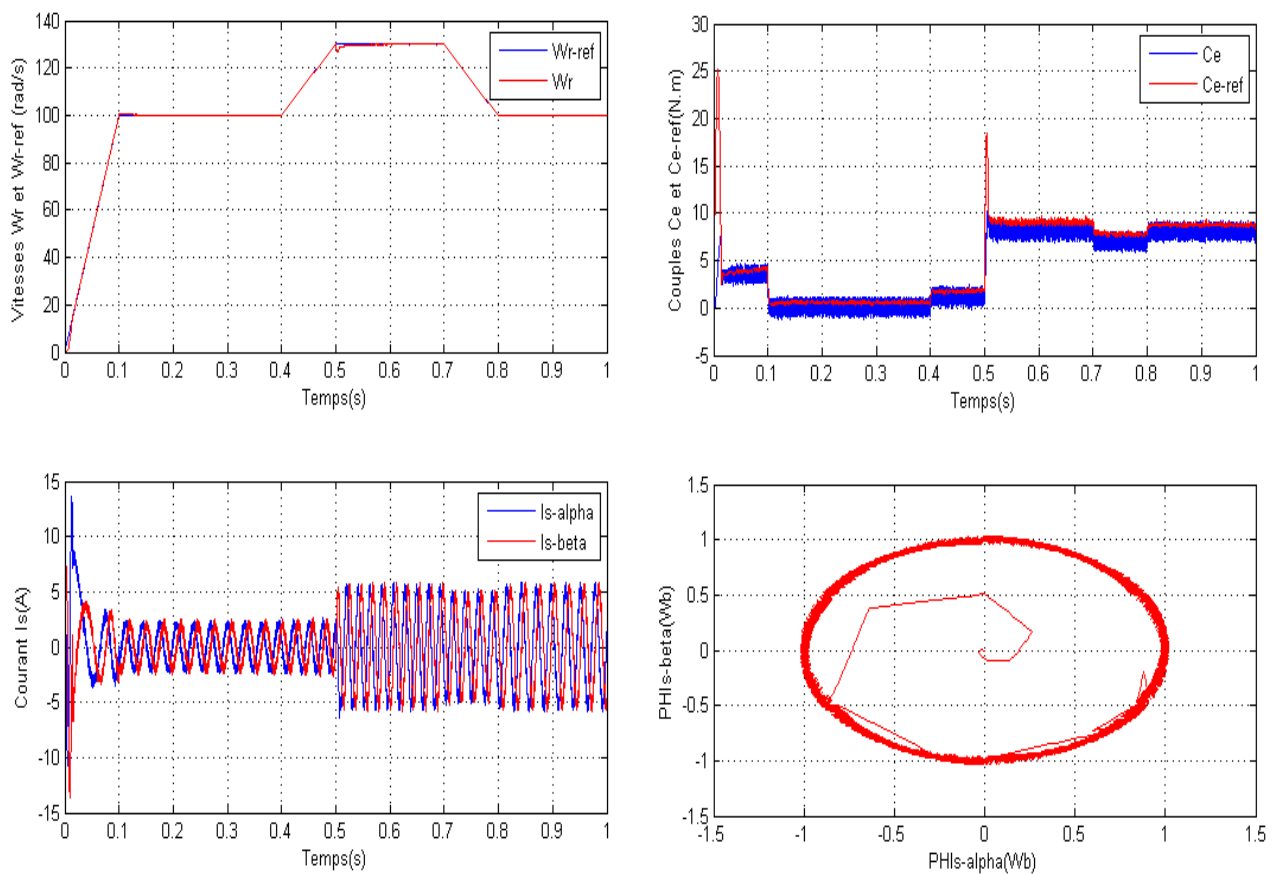 Vitesses Wr et Wr-ref (rad/s)
140
120
100
80
60
40
20
0
0 0.1 0.2 0.3 0.4 0.5 0.6 0.7 0.8 0.9 1
Temps(s)
Wr-ref
Wr
Couples Ce et Ce-ref(N.m)
30
25
20
15
10
5
0
-5
0 0.1 0.2 0.3 0.4 0.5 0.6 0.7 0.8 0.9 1
Temps(s)
Ce
Ce-ref
Courant Is(A)
15
10
5
0
-5
-10
-15
0 0.1 0.2 0.3 0.4 0.5 0.6 0.7 0.8 0.9 1
Temps(s)
Is-alpha
Is-beta
PHIs-beta(Wb)
1.5
1
0.5
0
-0.5
-1
-1.5
-1.5 -1 -0.5 0 0.5 1 1.5
PHIs-alpha(Wb)